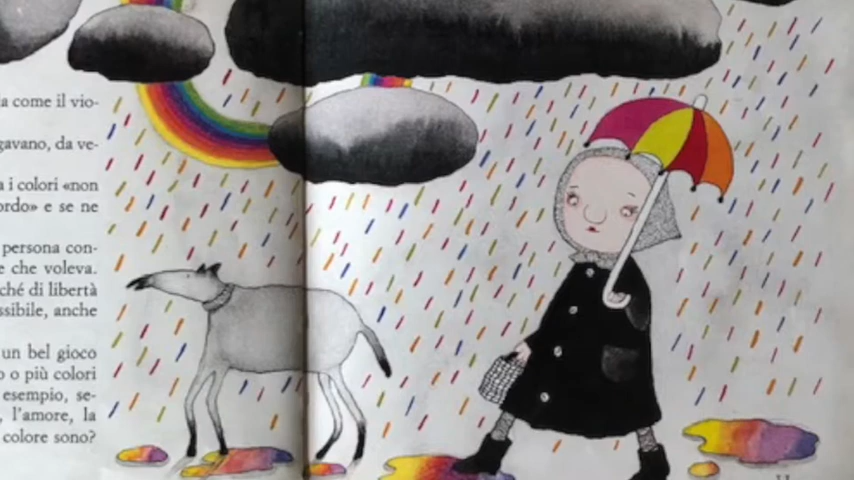 a come il vio-
gavano, da ve-
a i colori «non
ordo» e se ne
persona con-
e che voleva.
ché di libertà
ssibile, anche
un bel gioco
o o più colori
esempio, se-
, l'amore, la
colore sono?